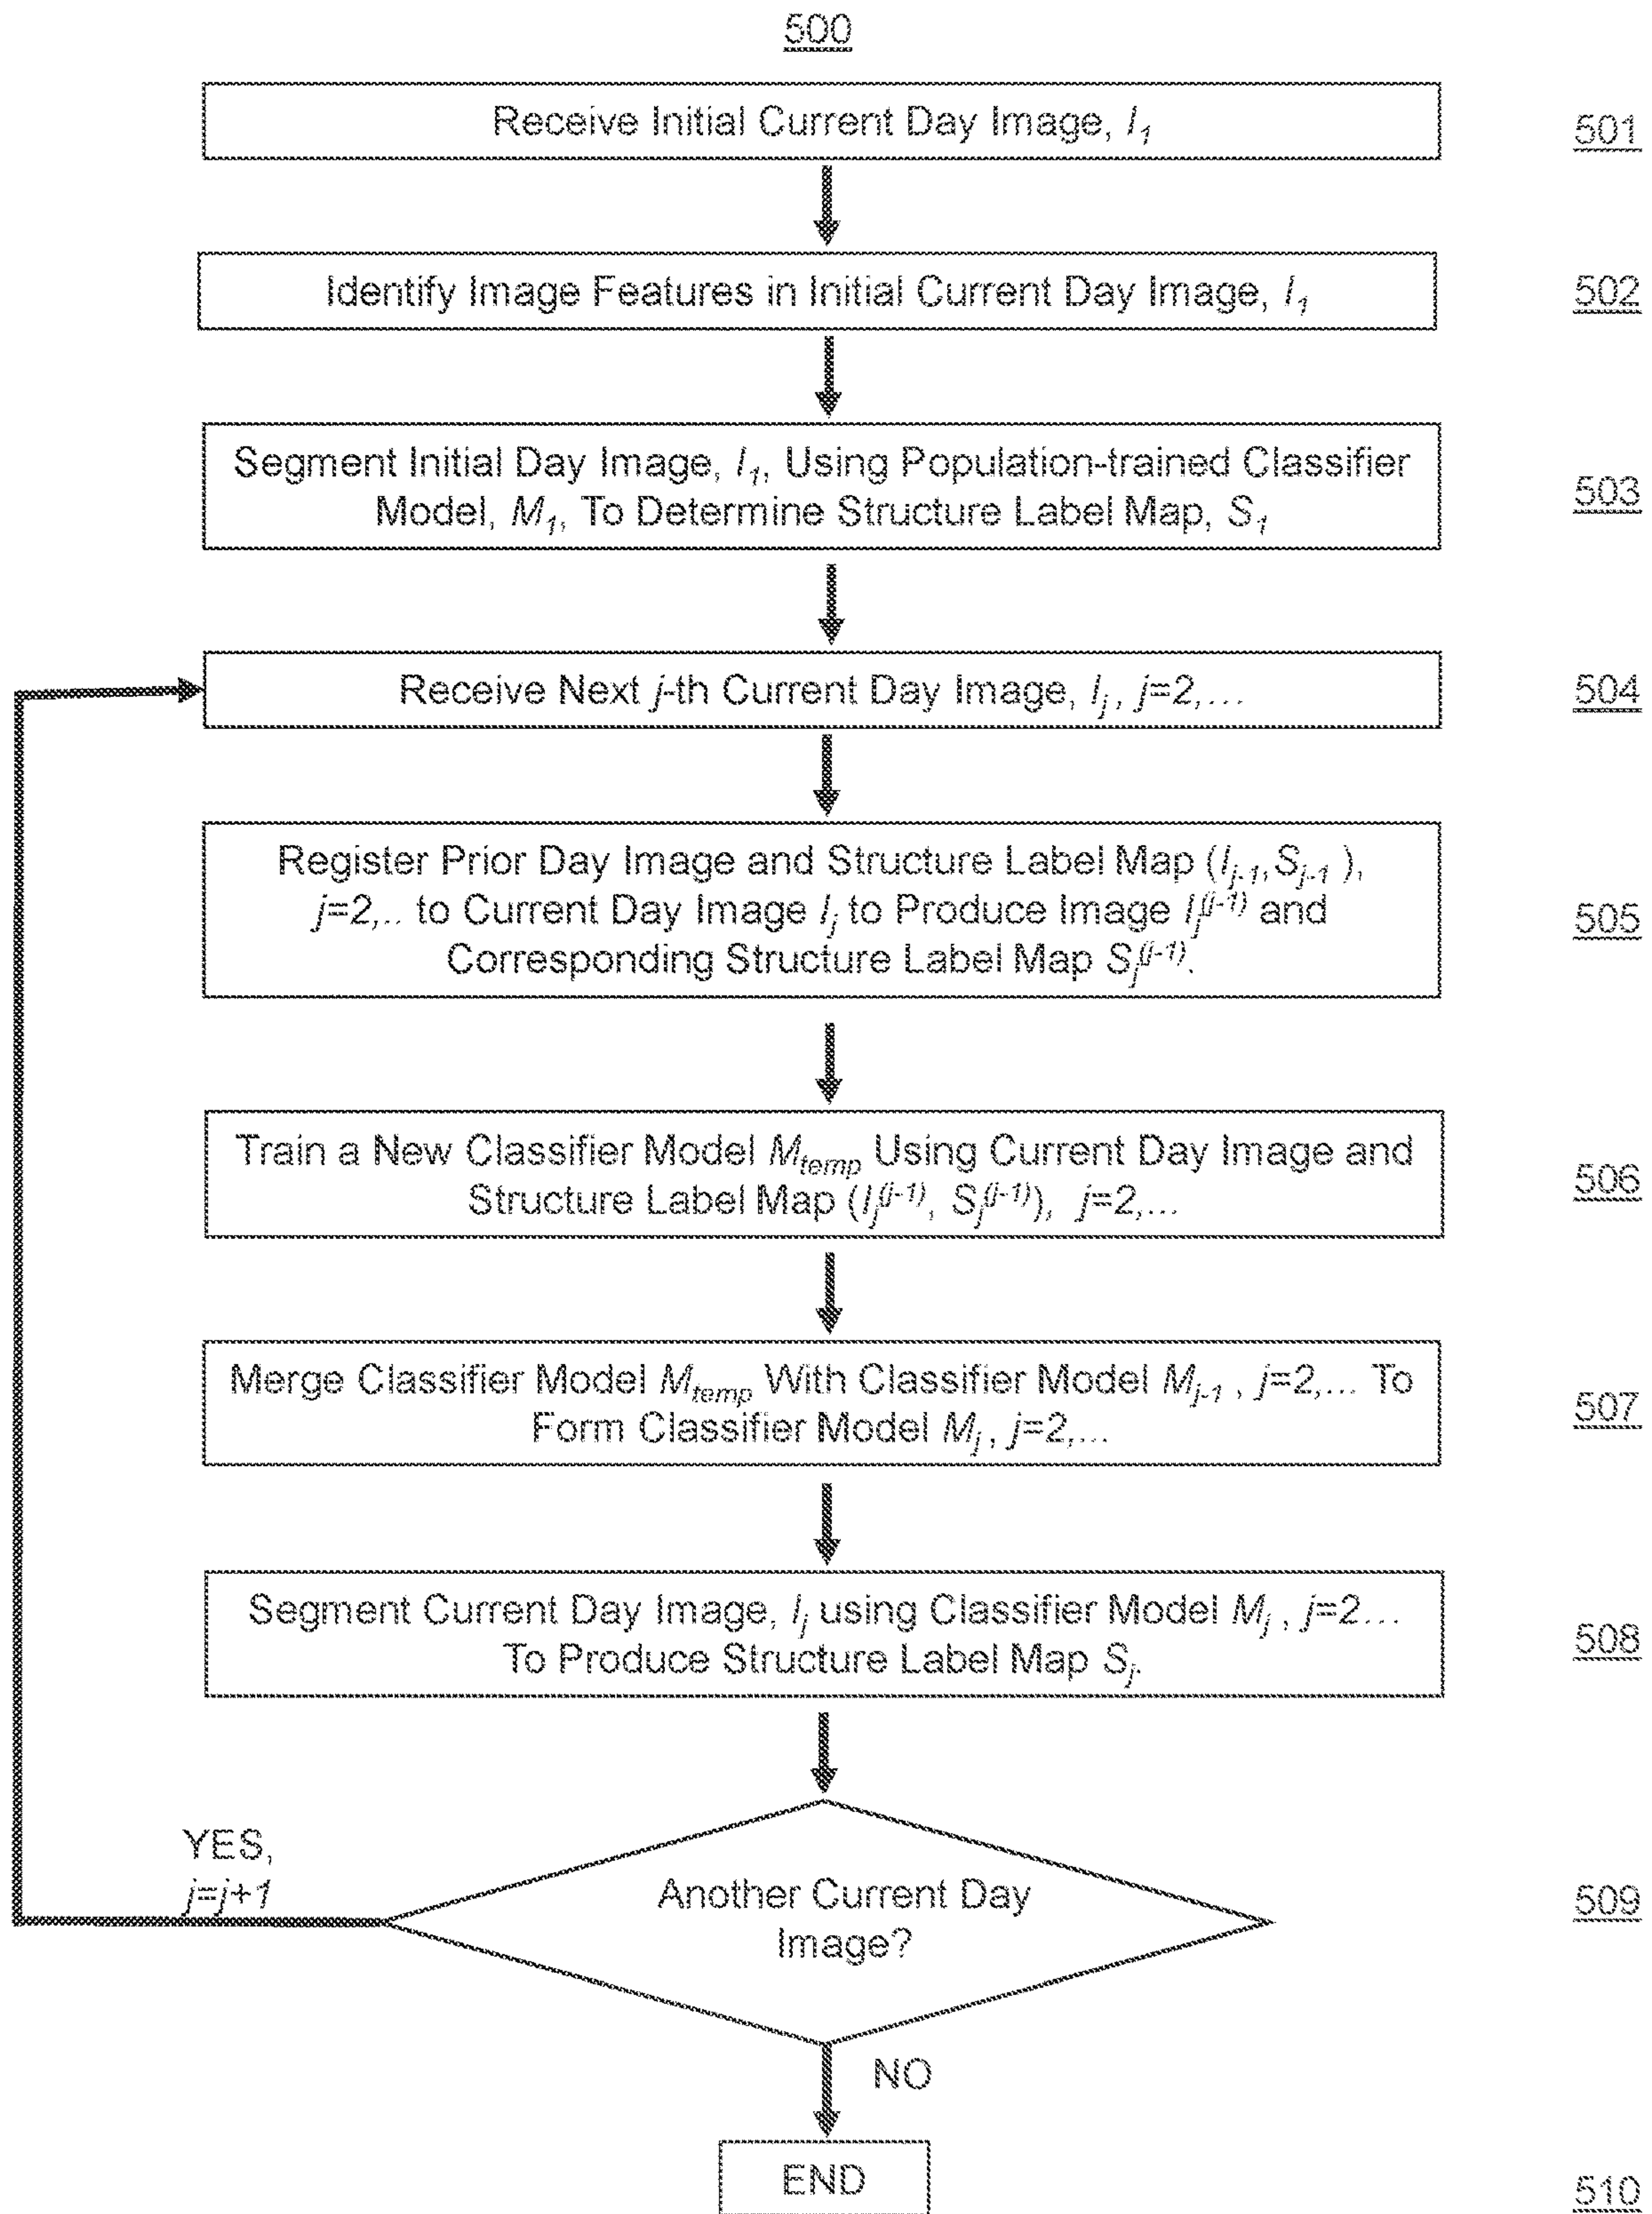 500
Receive Initial Current Day Image, I₁
501
Identify Image Features in Initial Current Day Image, I₁
502
Segment Initial Day Image, I₁, Using Population-trained Classifier
Model, M₁, To Determine Structure Label Map, S₁
503
Receive Next j-th Current Day Image, Iⱼ, j=2,...
504
Register Prior Day Image and Structure Label Map (Iⱼ₋₁, Sⱼ₋₁ ),
j=2,.. to Current Day Image Iⱼ to Produce Image Iⱼ⁽ʲ⁻¹⁾ and
Corresponding Structure Label Map Sⱼ⁽ʲ⁻¹⁾.
505
Train a New Classifier Model M_temp Using Current Day Image and
Structure Label Map (Iⱼ⁽ʲ⁻¹⁾, Sⱼ⁽ʲ⁻¹⁾), j=2,...
506
Merge Classifier Model M_temp With Classifier Model Mⱼ₋₁ , j=2,... To
Form Classifier Model Mⱼ , j=2,...
507
Segment Current Day Image, Iⱼ using Classifier Model Mⱼ , j=2...
To Produce Structure Label Map Sⱼ.
508
YES,
j=j+1
Another Current Day
Image?
509
NO
END
510